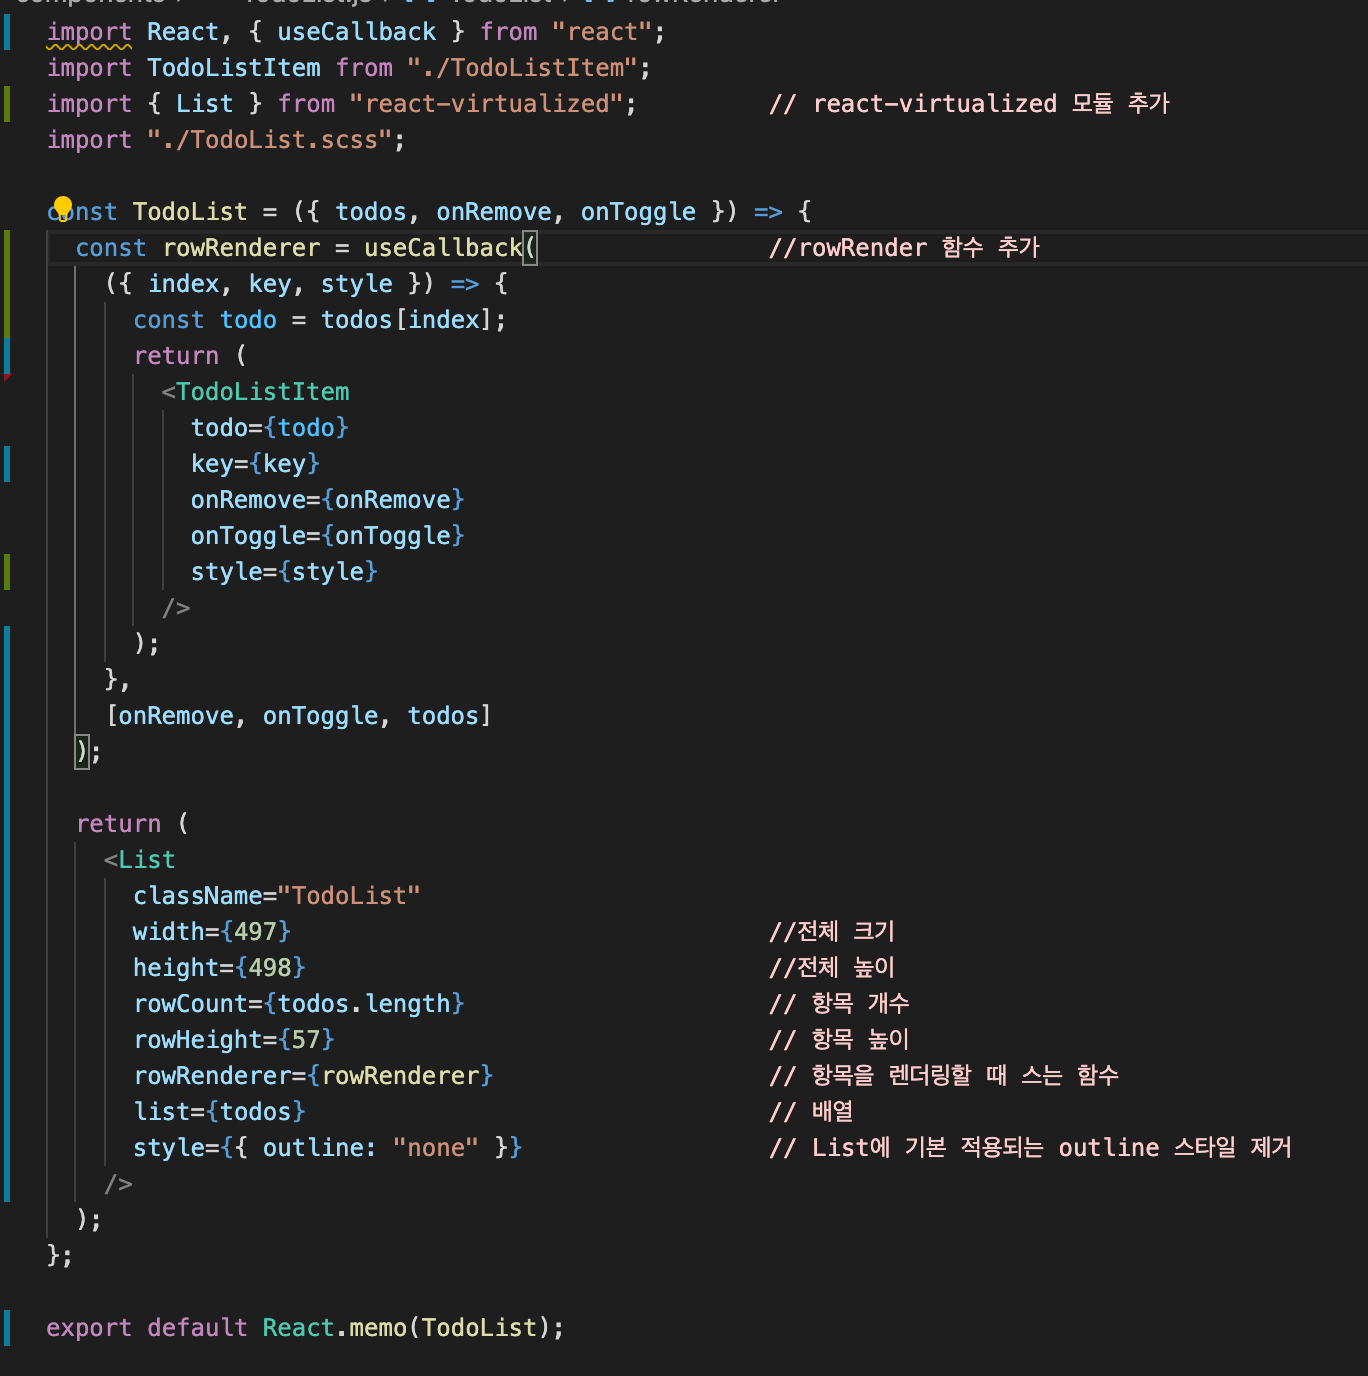 import React, { useCallback } from "react";
import TodoListItem from "./TodoListItem";
import { List } from "react-virtualized"; // react-virtualized 모듈 추가
import "./TodoList.scss";
const TodoList = ({ todos, onRemove, onToggle }) => {
const rowRenderer = useCallback( //rowRender 함수 추가
({ index, key, style }) => {
const todo = todos[index];
return (
<TodoListItem
todo={todo}
key={key}
onRemove={onRemove}
onToggle={onToggle}
style={style}
/>
);
},
[onRemove, onToggle, todos]
);
return (
<List
className="TodoList"
width={497} //전체 크기
height={498} //전체 높이
rowCount={todos.length} // 항목 개수
rowHeight={57} // 항목 높이
rowRenderer={rowRenderer} // 항목을 렌더링할 때 스는 함수
list={todos} // 배열
style={{ outline: "none" }} // List에 기본 적용되는 outline 스타일 제거
/>
);
};
export default React.memo(TodoList);